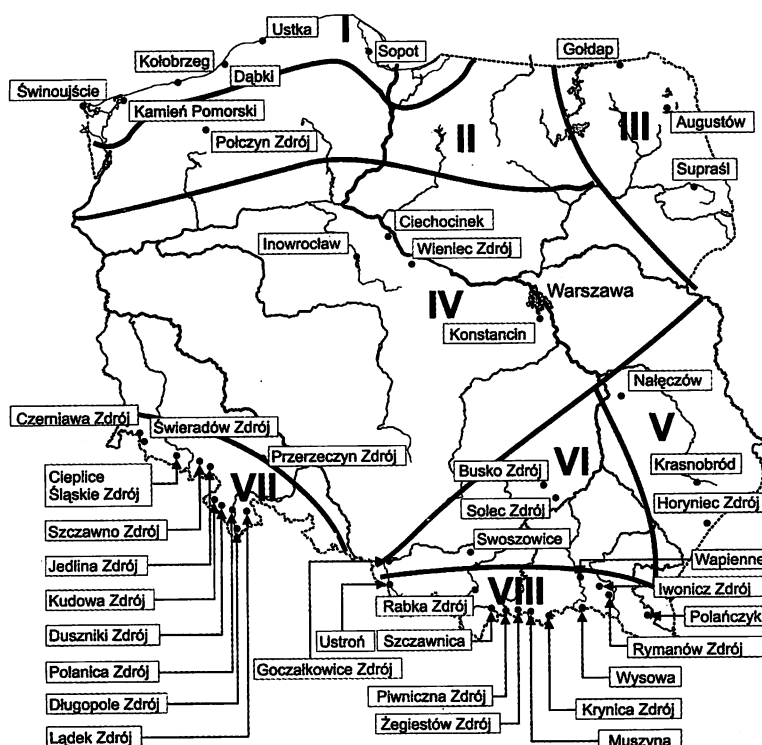 Ustka
I
Sopot
Kołobrzeg
Gołdap
Dąbki
Świnoujście
Kamień Pomorski
II
III
Augustów
Połczyn Zdrój
Supraśl
Ciechocinek
Inowrocław
Wieniec Zdrój
Warszawa
IV
Konstancin
Nałęczów
Czerniawa Zdrój
Świeradów Zdrój
V
Przerzeczyn Zdrój
VI
Busko Zdrój
Krasnobród
Cieplice
Śląskie Zdrój
VII
Solec Zdrój
Horyniec Zdrój
Szczawno Zdrój
Swoszowice
Wapienne
Jedlina Zdrój
VIII
Iwonicz Zdrój
Kudowa Zdrój
Rabka Zdrój
Polańczyk
Duszniki Zdrój
Ustroń
Szczawnica
Rymanów Zdrój
Polanica Zdrój
Goczałkowice Zdrój
Wysowa
Długopole Zdrój
Piwniczna Zdrój
Krynica Zdrój
Żegiestów Zdrój
Lądek Zdrój
Muszyna